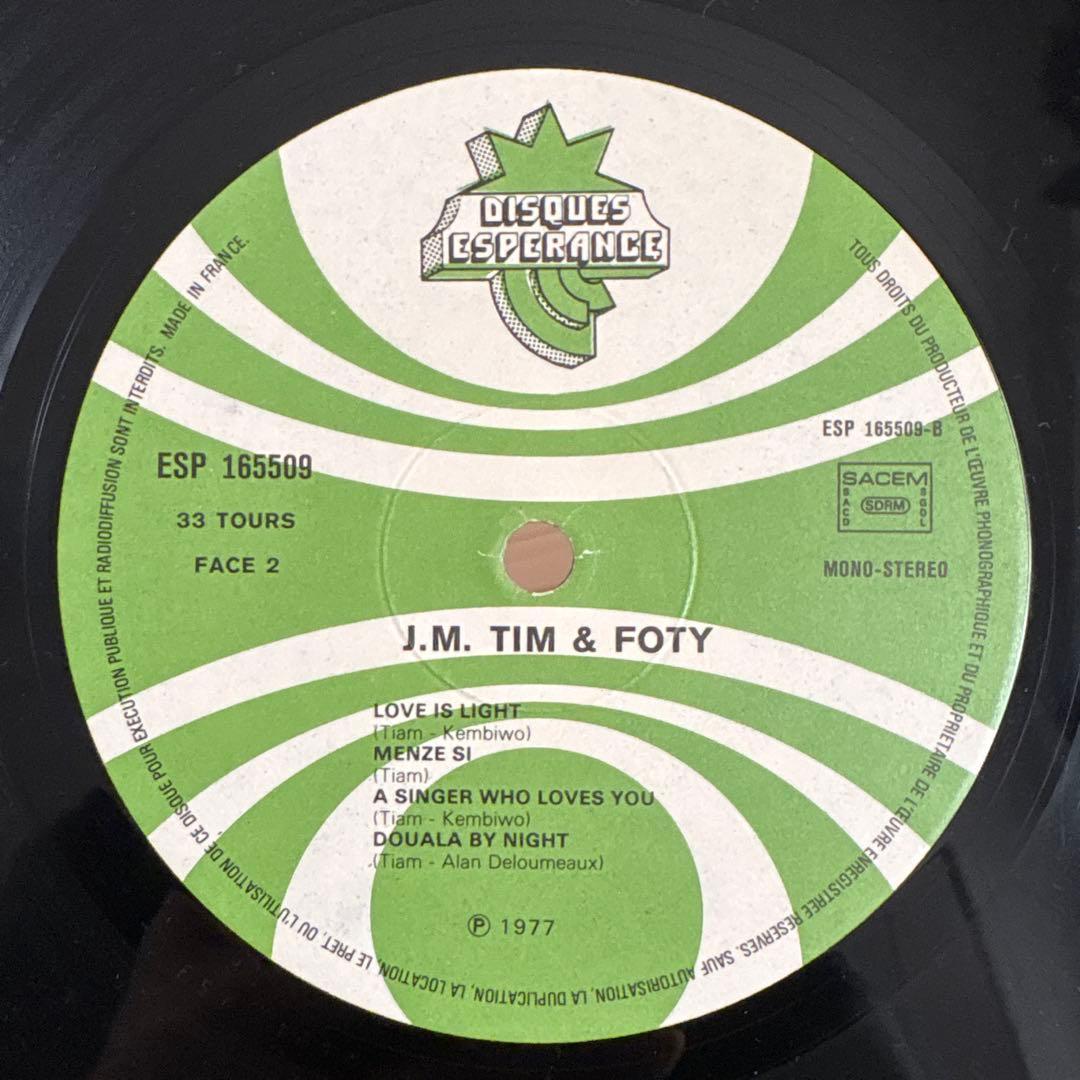 DISQUES
ESPERANCE
ESP 165509
33 TOURS
FACE 2
ESP 165509-B
SACEM
SACD
SDRM
SGDL
MONO-STEREO
J.M. TIM & FOTY
LOVE IS LIGHT
(Tiam - Kembiwo)
MENZE SI
(Tiam)
A SINGER WHO LOVES YOU
(Tiam - Kembiwo)
DOUALA BY NIGHT
(Tiam - Alan Deloumeaux)
℗ 1977
TOUS DROITS DU PRODUCTEUR DE L'ŒUVRE PHONOGRAPHIQUE ET DU PROPRIETAIRE DE L'ŒUVRE ENREGISTREE RESERVES. SAUF AUTORISATION, LA DUPLICATION, LA LOCATION, LE PRET, OU L'UTILISATION DE CE DISQUE POUR EXECUTION PUBLIQUE ET RADIODIFFUSION SONT INTERDITS. MADE IN FRANCE.